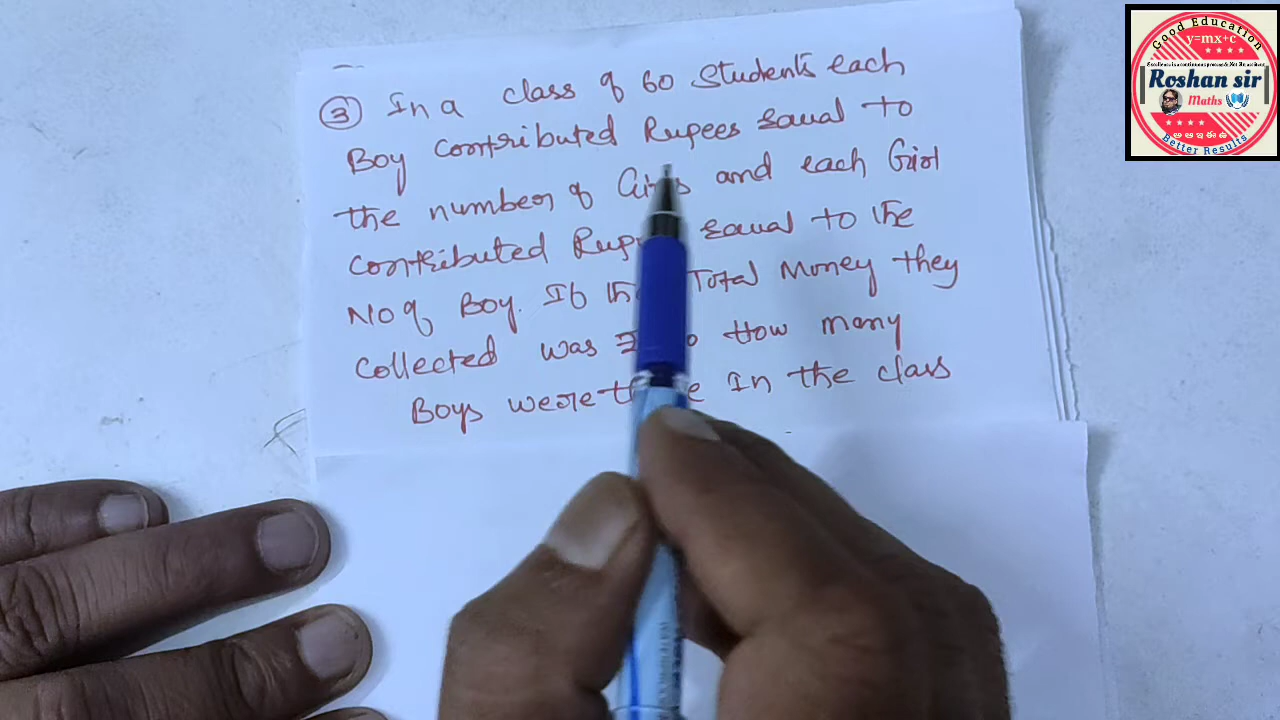 ③ In a class of 60 Students each
Boy contributed Rupees equal to
the number of Girls and each Girl
contributed equal to the
No of Boy. If Total Money they
collected was How many
Boys were In the class
Good Education
y=mx+c
Roshan sir
Maths
Better Results